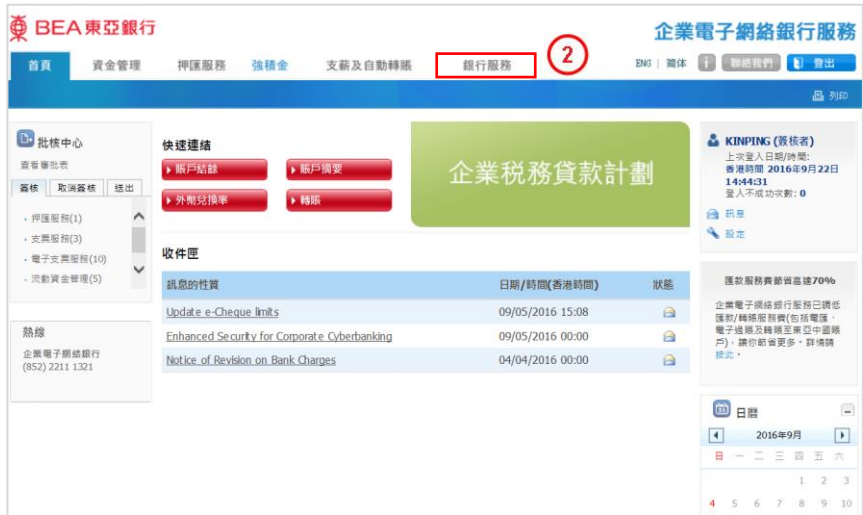 BEA東亞銀行
企業電子網絡銀行服務
首頁 資金管理 押匯服務 強積金 支薪及自動轉賬 銀行服務 2 ENG | 簡体 i 聯絡我們 登出
列印
批核中心
查看審批表
簽核 取消簽核 送出
押匯服務(1)
支票服務(3)
電子支票服務(10)
流動資金管理(5)
熱線
企業電子網絡銀行
(852) 2211 1321
快速連結
賬戶結餘 賬戶摘要
外幣兌換率 轉賬
企業稅務貸款計劃
收件匣
訊息的性質 日期/時間(香港時間) 狀態
Update e-Cheque limits 09/05/2016 15:08
Enhanced Security for Corporate Cyberbanking 09/05/2016 00:00
Notice of Revision on Bank Charges 04/04/2016 00:00
KINPING (簽核者)
上次登入日期/時間:
香港時間 2016年9月22日
14:44:31
登入不成功次數: 0
訊息
設定
匯款服務費節省高達70%
企業電子網絡銀行服務已調低
匯款/轉賬服務費(包括電匯、
電子過賬及轉賬至東亞中國賬
戶)，讓你節省更多。詳情請
按此。
日曆
2016年9月
日 一 二 三 四 五 六
1 2 3
4 5 6 7 8 9 10